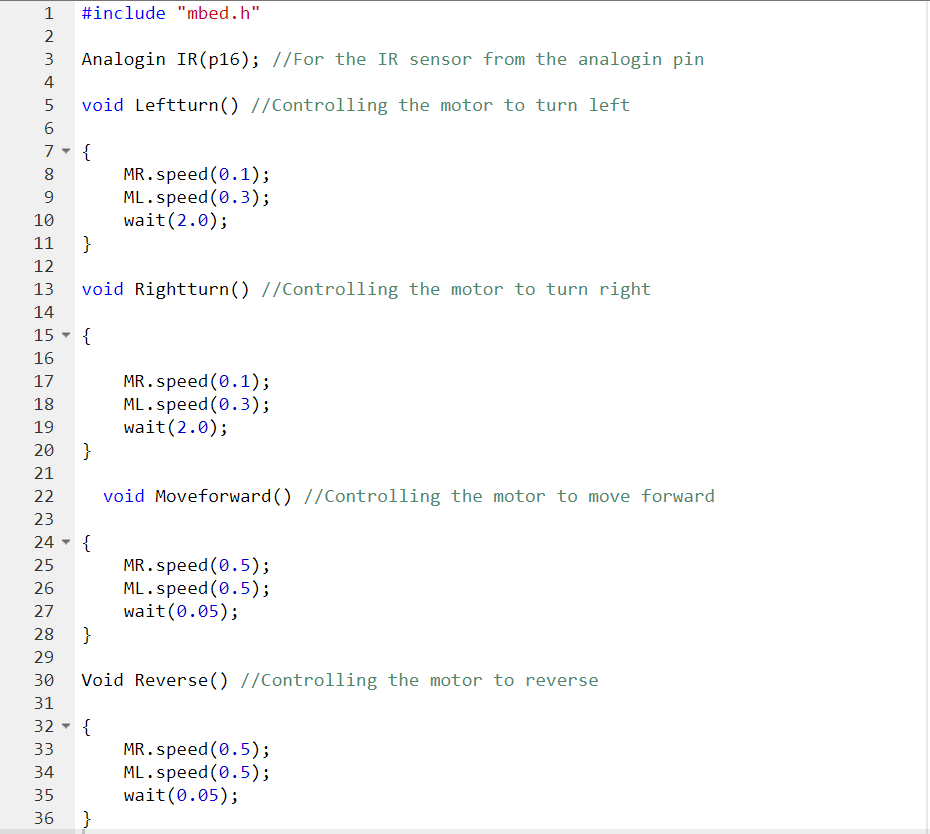 1 #include "mbed.h"
2
3 Analogin IR(p16); //For the IR sensor from the analogin pin
4
5 void Leftturn() //Controlling the motor to turn left
6
7 {
8 MR.speed(0.1);
9 ML.speed(0.3);
10 wait(2.0);
11 }
12
13 void Rightturn() //Controlling the motor to turn right
14
15 {
16
17 MR.speed(0.1);
18 ML.speed(0.3);
19 wait(2.0);
20 }
21
22 void Moveforward() //Controlling the motor to move forward
23
24 {
25 MR.speed(0.5);
26 ML.speed(0.5);
27 wait(0.05);
28 }
29
30 Void Reverse() //Controlling the motor to reverse
31
32 {
33 MR.speed(0.5);
34 ML.speed(0.5);
35 wait(0.05);
36 }